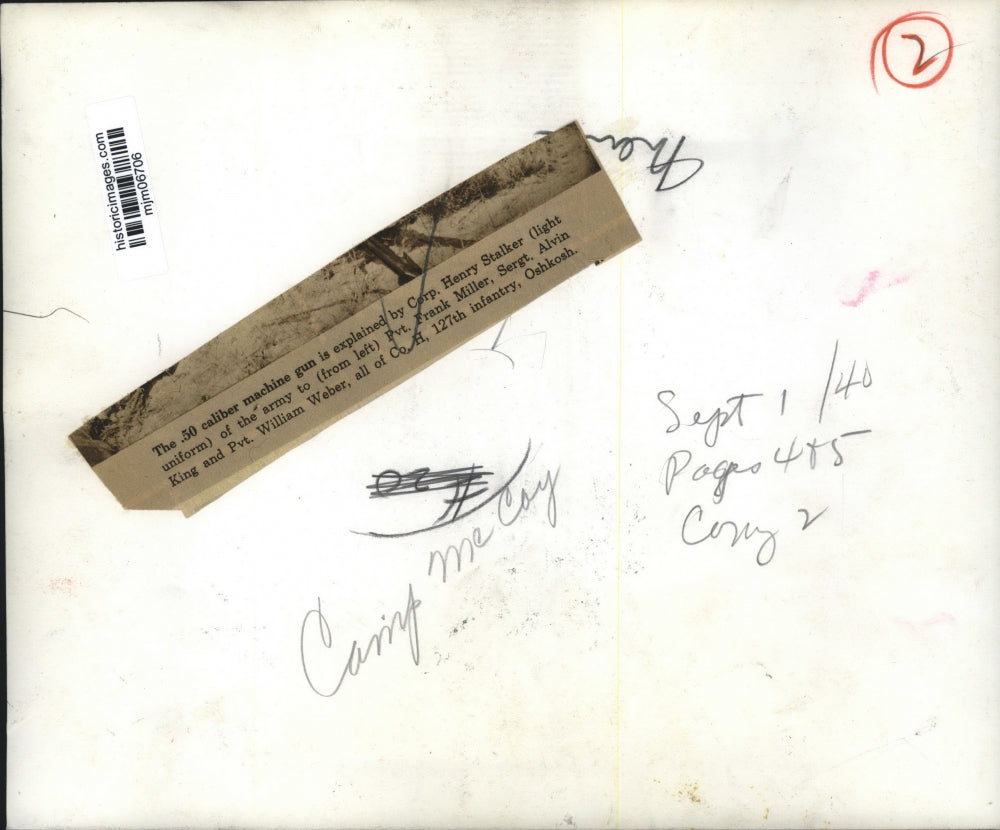 2
historicimages.com
mjm06706
The .50 caliber machine gun is explained by Corp. Henry Stalker (light
uniform) of the army to (from left) Pvt. Frank Miller, Sergt. Alvin
King and Pvt. William Weber, all of Co. H, 127th infantry, Oshkosh.
Sept 1/40
Pages 4+5
Camp McCoy